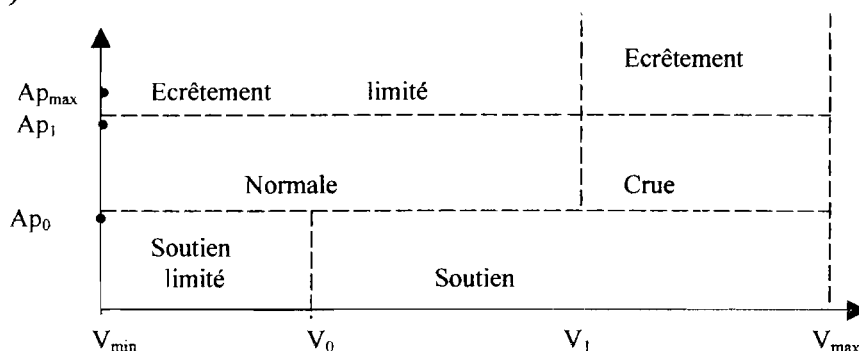 )
Ecrêtement
Ap_max Ecrêtement limité
Ap_1
Normale Crue
Ap_0
Soutien
limité Soutien
V_min V_0 V_1 V_max